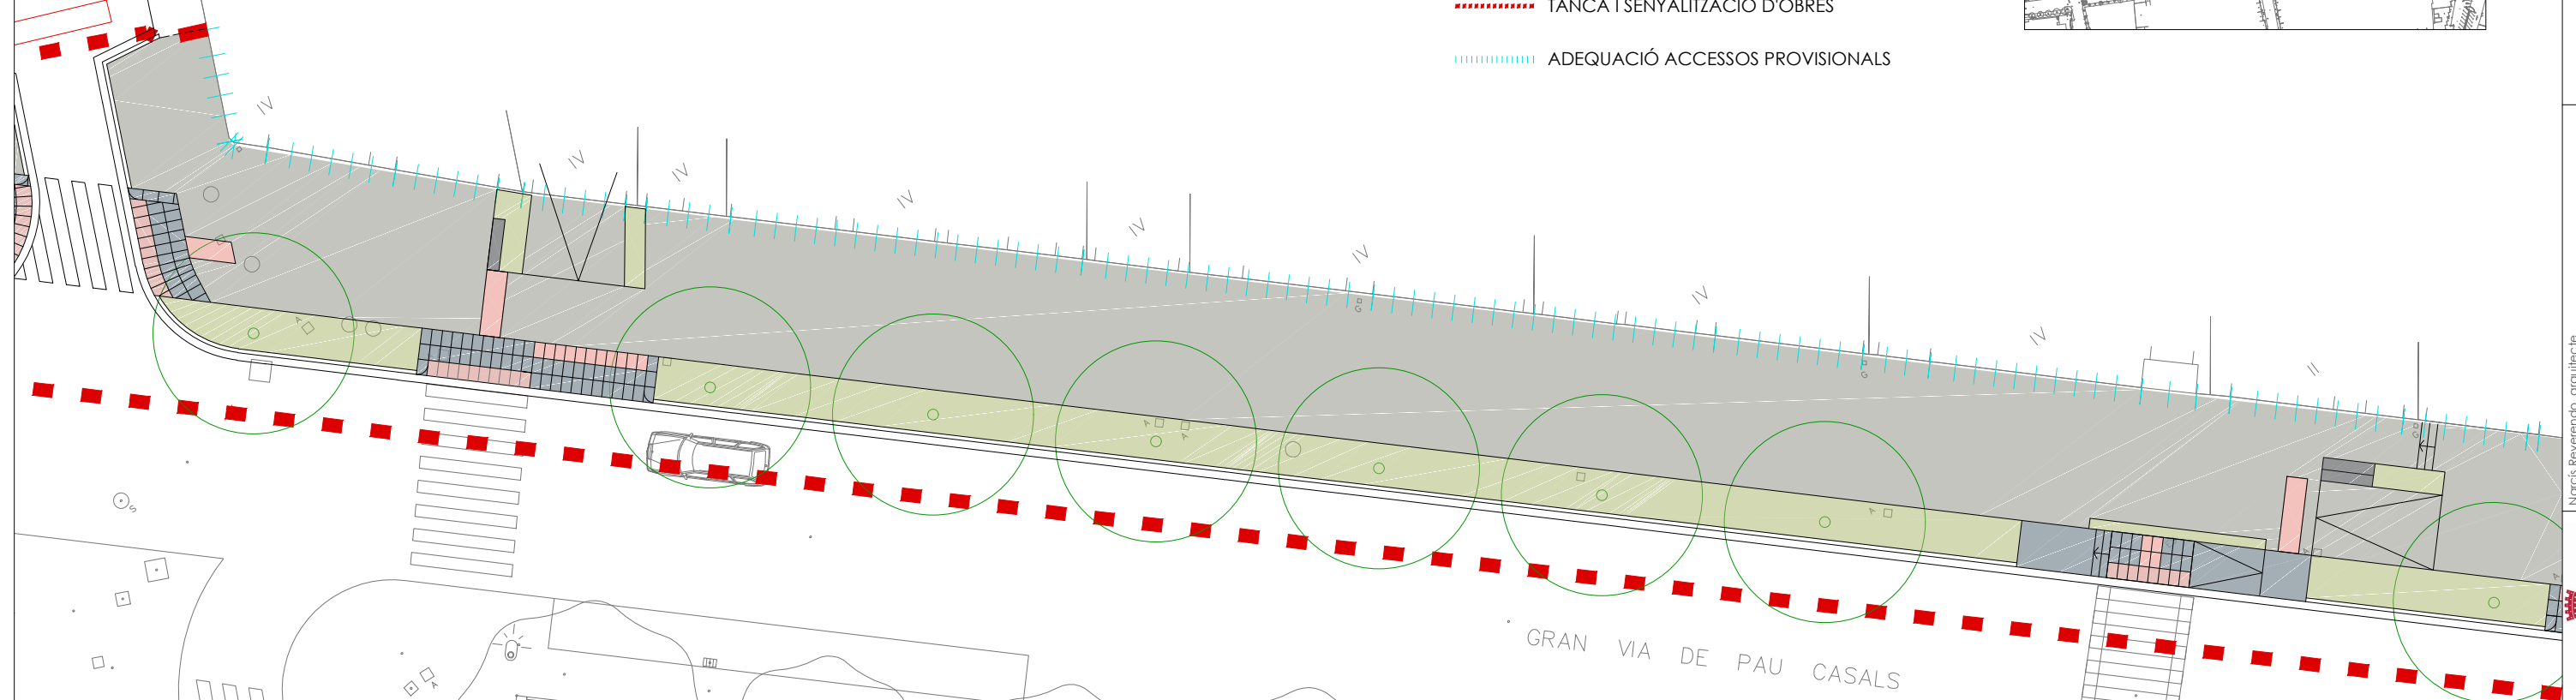 TANCA I SENYALITZACIÓ D'OBRES
ADEQUACIÓ ACCESSOS PROVISIONALS
IV
IV
IV
IV
IV
IV
IV
IV
II
G
G
G
A
A
A
A
A
A
A
S
GRAN VIA DE PAU CASALS
Narcís Reverendo, arquitecte